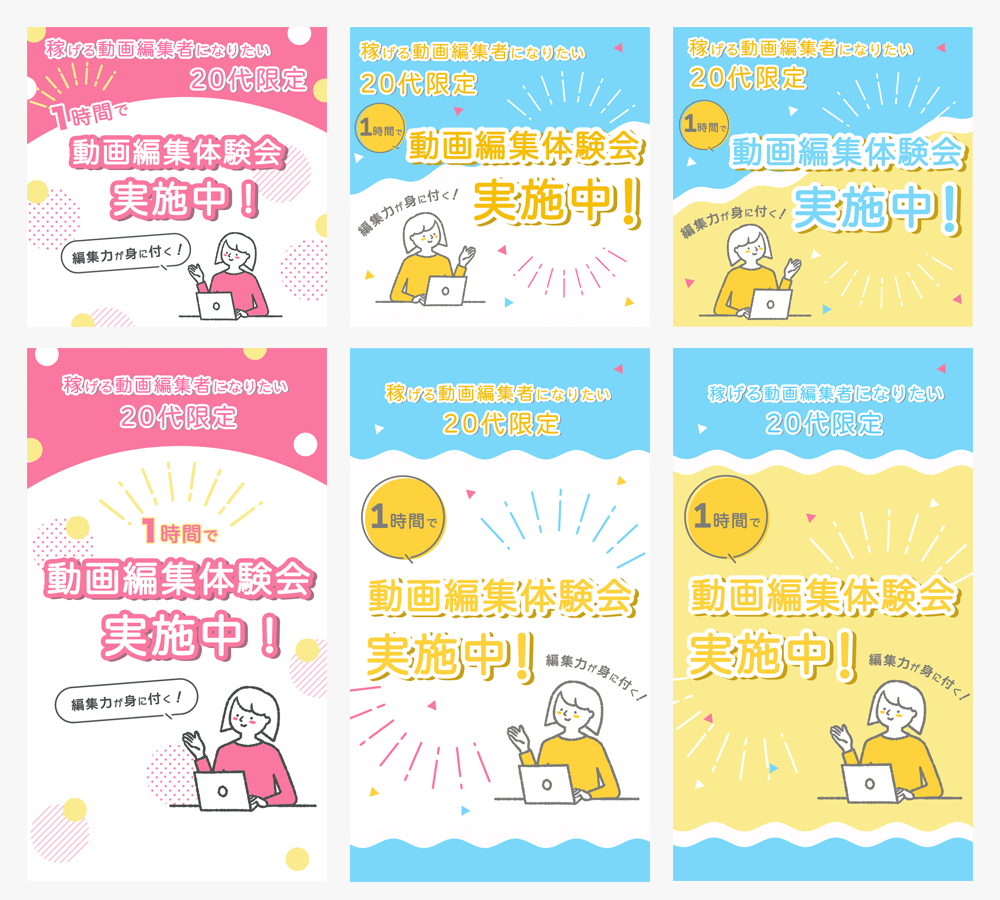 稼げる動画編集者になりたい
20代限定
1時間で
動画編集体験会
実施中！
編集力が身に付く！
稼げる動画編集者になりたい
20代限定
1時間で
動画編集体験会
実施中！
編集力が身に付く！
稼げる動画編集者になりたい
20代限定
1時間で
動画編集体験会
実施中！
編集力が身に付く！
稼げる動画編集者になりたい
20代限定
1時間で
動画編集体験会
実施中！
編集力が身に付く！
稼げる動画編集者になりたい
20代限定
1時間で
動画編集体験会
実施中！
編集力が身に付く！
稼げる動画編集者になりたい
20代限定
1時間で
動画編集体験会
実施中！
編集力が身に付く！